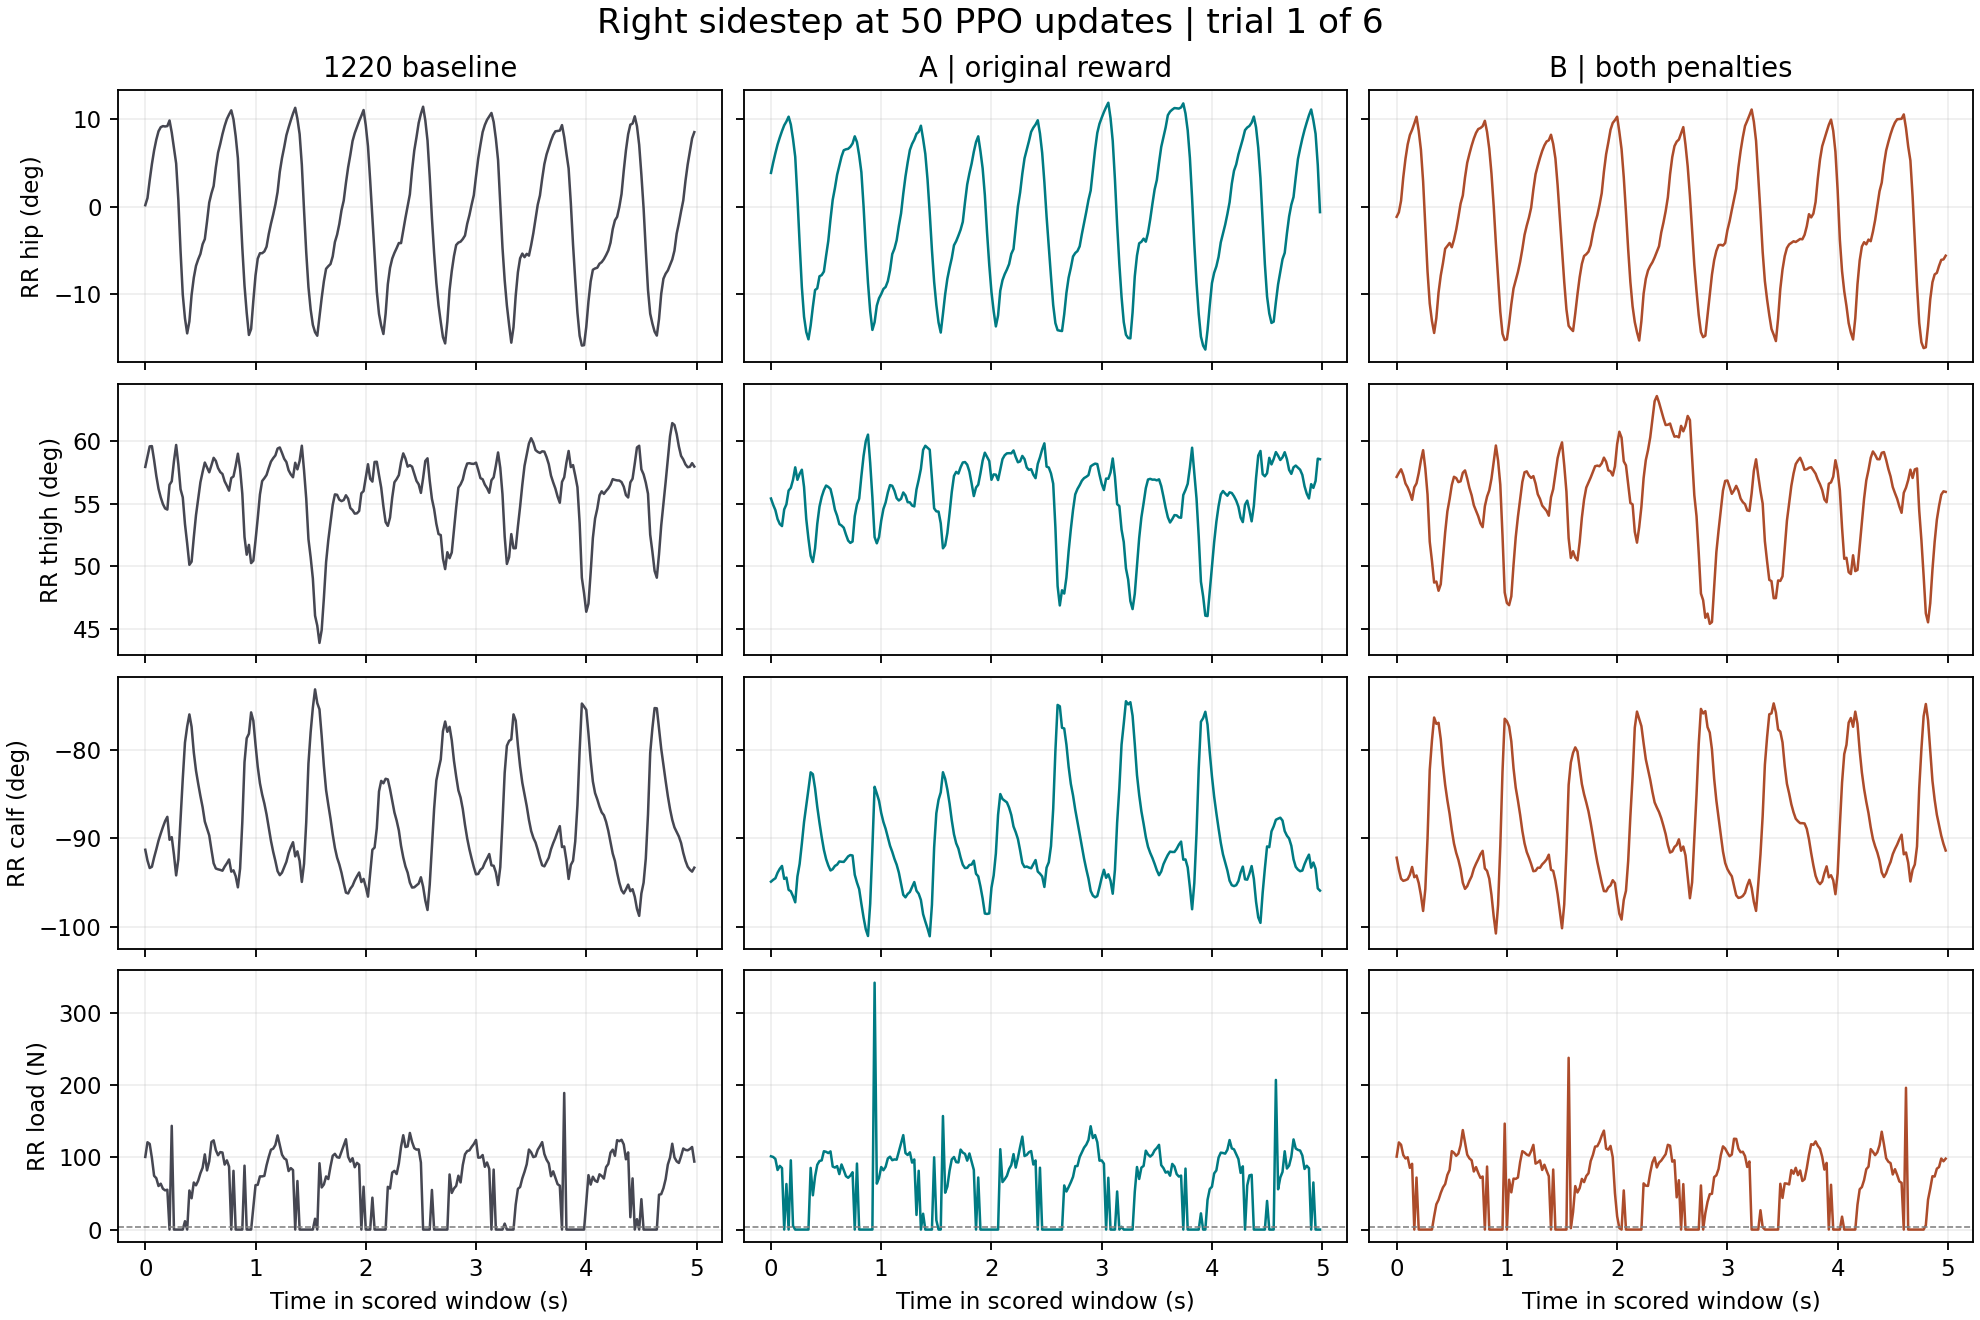 Right sidestep at 50 PPO updates | trial 1 of 6
1220 baseline
A | original reward
B | both penalties
RR hip (deg)
10
0
−10
RR thigh (deg)
60
55
50
45
RR calf (deg)
−80
−90
−100
RR load (N)
300
200
100
0
0 1 2 3 4 5
0 1 2 3 4 5
0 1 2 3 4 5
Time in scored window (s)
Time in scored window (s)
Time in scored window (s)